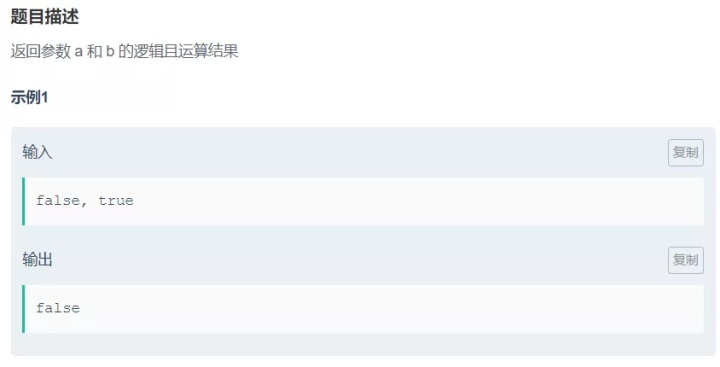 题目描述
返回参数 a 和 b 的逻辑且运算结果
示例1
输入
复制
false, true
输出
复制
false